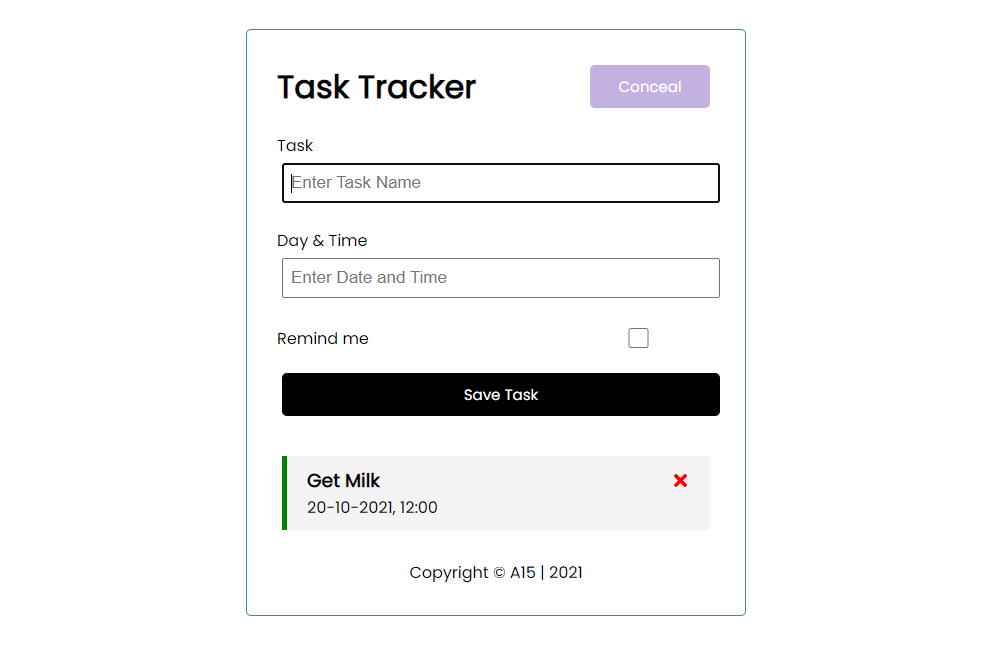 Task Tracker
Conceal
Task
Enter Task Name
Day & Time
Enter Date and Time
Remind me
Save Task
Get Milk
20-10-2021, 12:00
Copyright © A15 | 2021